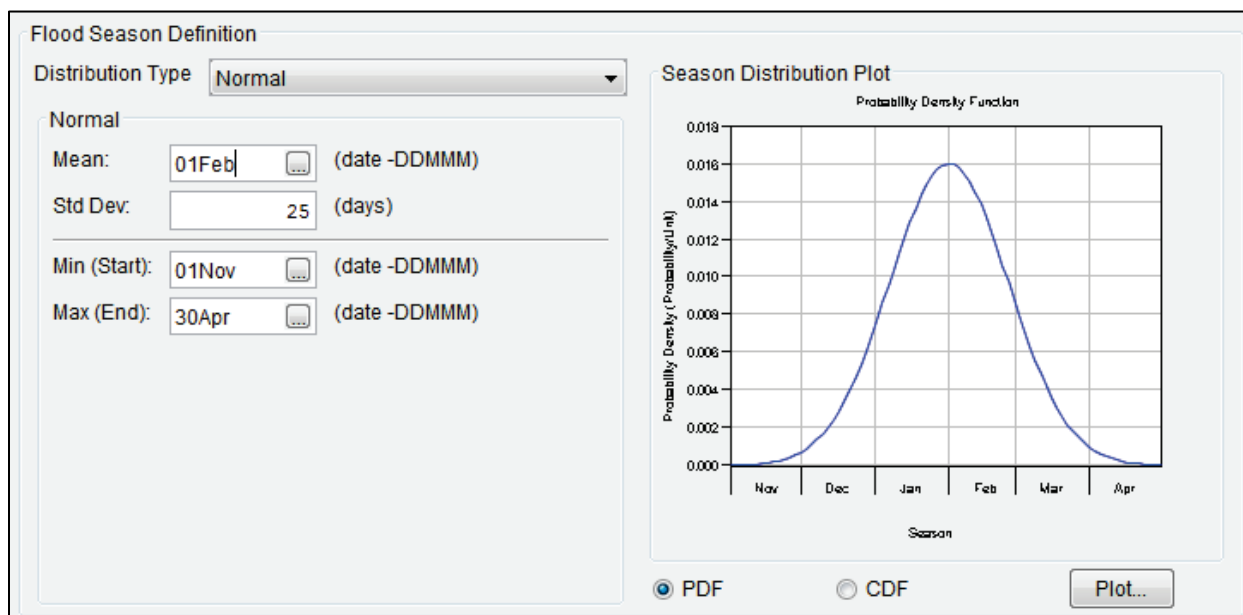 Flood Season Definition
Distribution Type Normal
Normal
Mean: 01Feb ... (date -DDMMM)
Std Dev: 25 (days)
Min (Start): 01Nov ... (date -DDMMM)
Max (End): 30Apr ... (date -DDMMM)
Season Distribution Plot
Probability Density Function
Probability Density (Probability/Unit)
0.018
0.016
0.014
0.012
0.010
0.008
0.006
0.004
0.002
0.000
Nov Dec Jan Feb Mar Apr
Season
PDF CDF Plot...